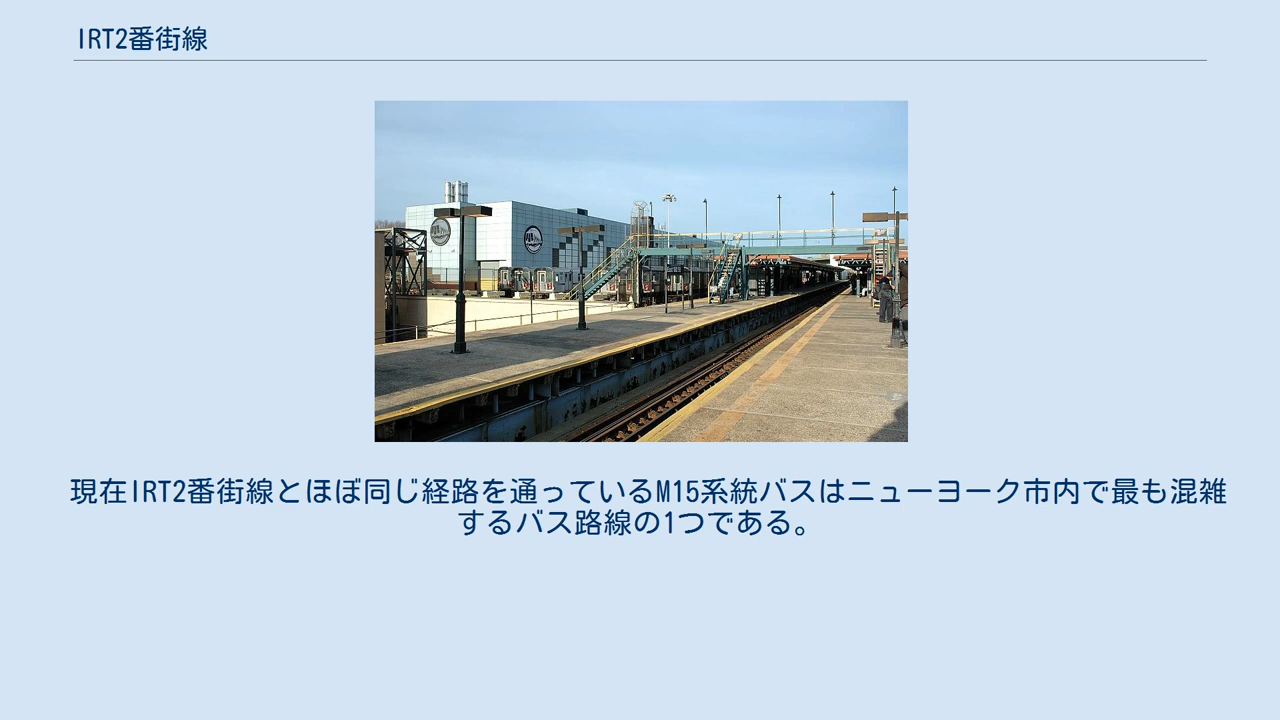 IRT2番街線
現在IRT2番街線とほぼ同じ経路を通っているM15系統バスはニューヨーク市内で最も混雑
するバス路線の1つである。